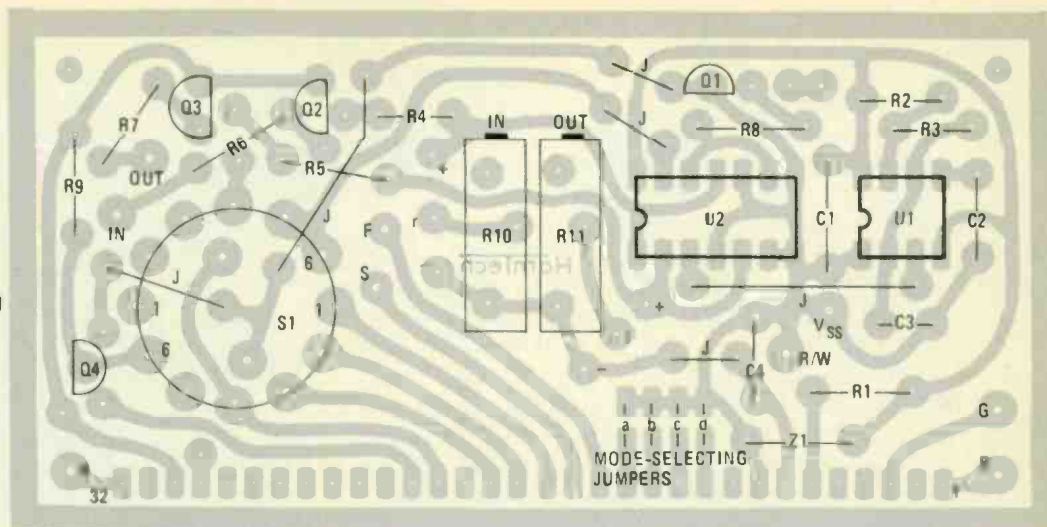 Q3
Q2
J
Q1
R7
R4
IN
OUT
J
R2
R8
R3
R6
OUT
R5
+
R9
IN
J
F
r
R10
R11
U2
C1
U1
C2
6
HamTech
J
S
-
1
S1
1
+
J
VSS
C3
6
J
C4
R/W
Q4
-
R1
a b c d
G
Z1
MODE-SELECTING
JUMPERS
32